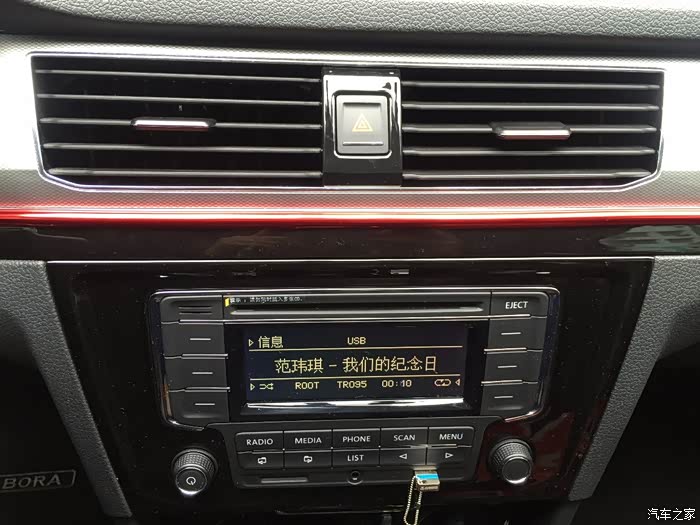 EJECT
信息 USB
范玮琪 - 我们的纪念日
ROOT TR095 00:10
RADIO MEDIA PHONE SCAN MENU
LIST
BORA
汽车之家